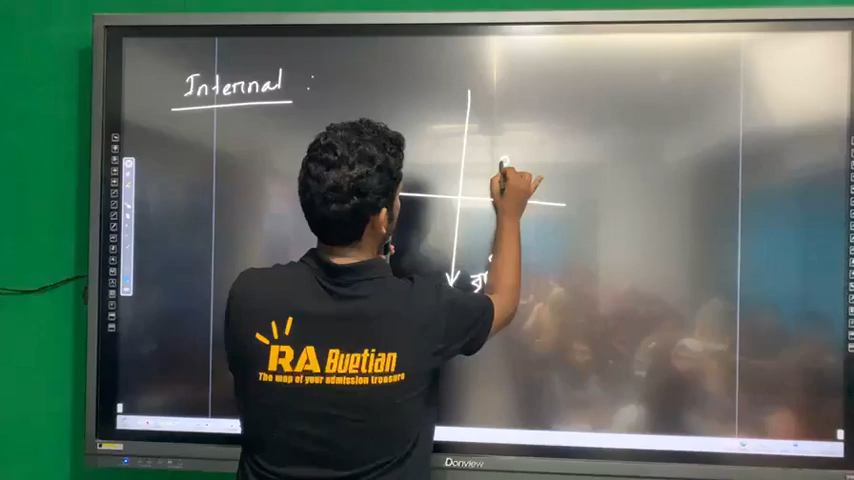 Internal :
RA Buetian
The map of your admission treasure
Donview